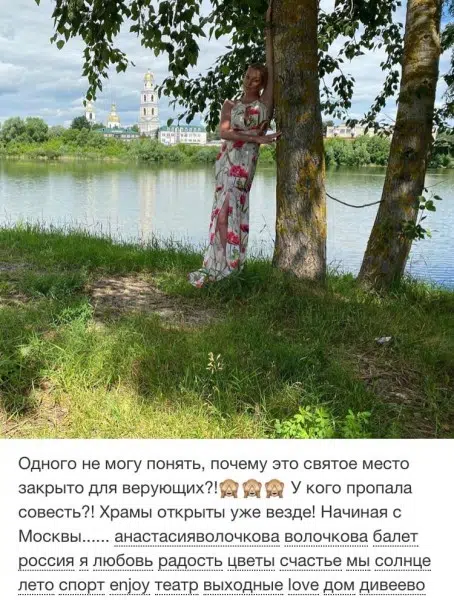 Одного не могу понять, почему это святое место
закрыто для верующих?!🙈🙈🙈 У кого пропала
совесть?! Храмы открыты уже везде! Начиная с
Москвы...... анастасияволочкова волочкова балет
россия я любовь радость цветы счастье мы солнце
лето спорт enjoy театр выходные love дом дивеево